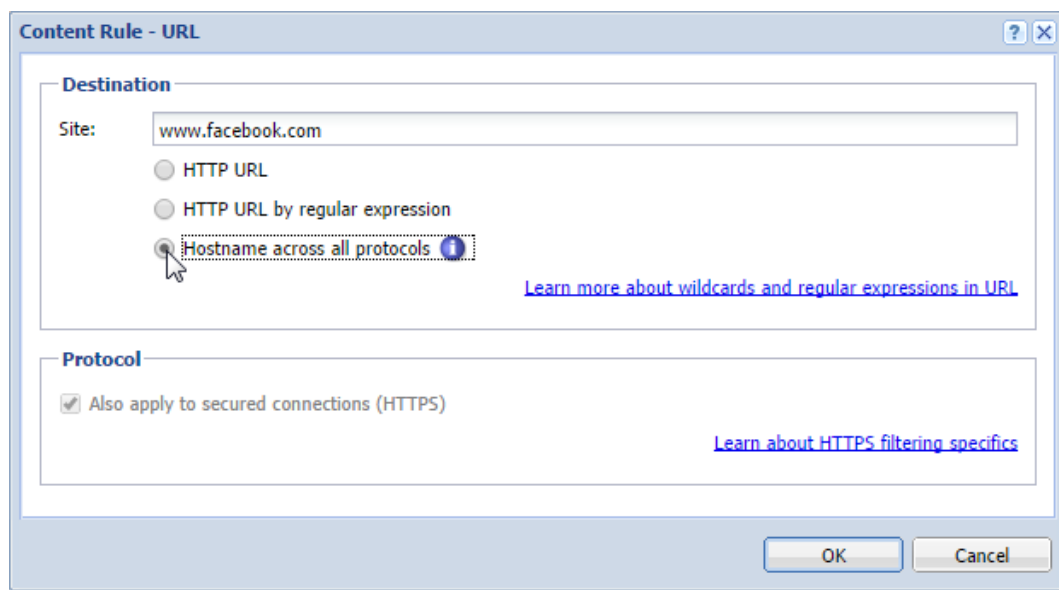 Content Rule - URL
Destination
Site: www.facebook.com
HTTP URL
HTTP URL by regular expression
Hostname across all protocols
Learn more about wildcards and regular expressions in URL
Protocol
Also apply to secured connections (HTTPS)
Learn about HTTPS filtering specifics
OK Cancel